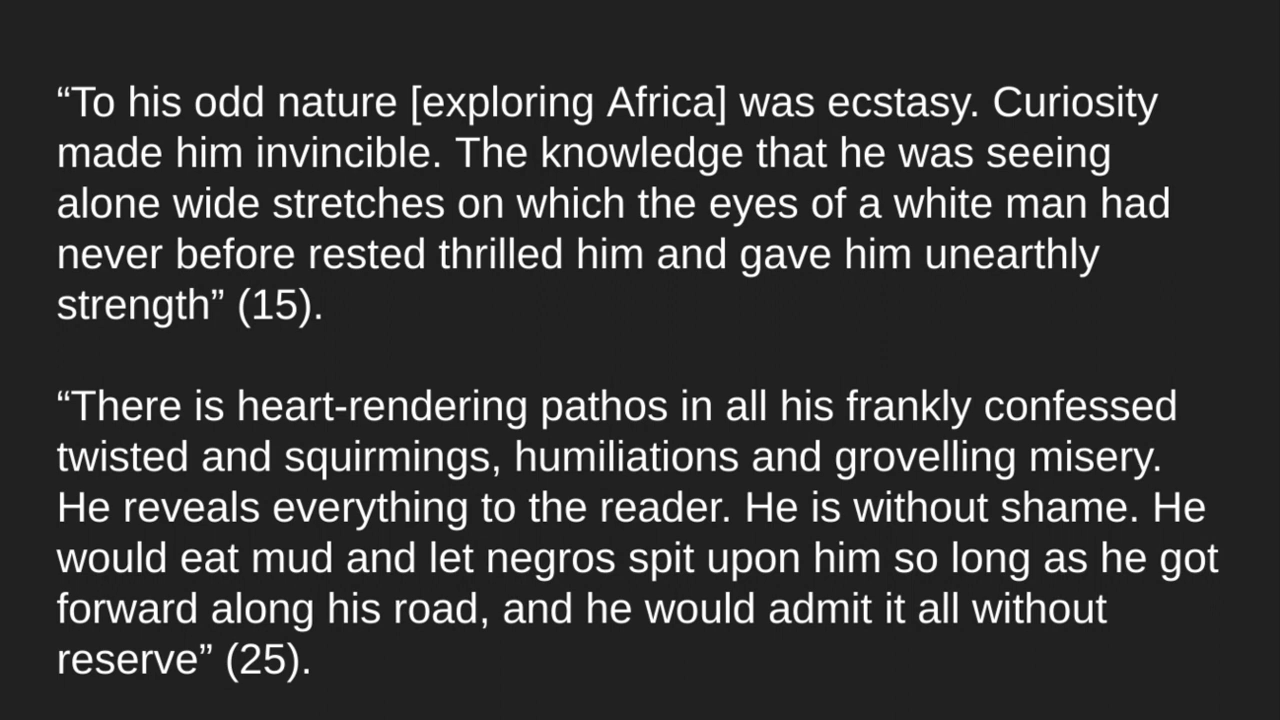 “To his odd nature [exploring Africa] was ecstasy. Curiosity
made him invincible. The knowledge that he was seeing
alone wide stretches on which the eyes of a white man had
never before rested thrilled him and gave him unearthly
strength” (15).
“There is heart-rendering pathos in all his frankly confessed
twisted and squirmings, humiliations and grovelling misery.
He reveals everything to the reader. He is without shame. He
would eat mud and let negros spit upon him so long as he got
forward along his road, and he would admit it all without
reserve” (25).